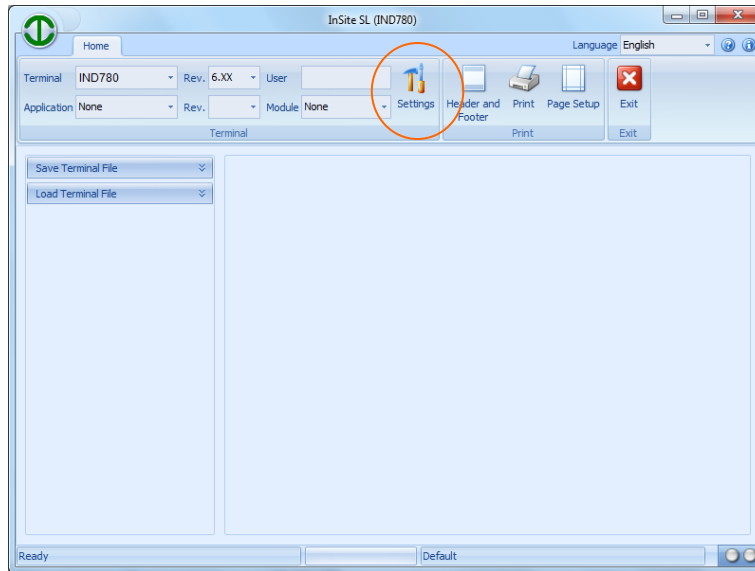 InSite SL (IND780)
Home
Language English
Terminal IND780 Rev. 6.XX User
Application None Rev. Module None
Settings
Header and
Footer
Print
Page Setup
Exit
Terminal
Print
Exit
Save Terminal File
Load Terminal File
Ready
Default